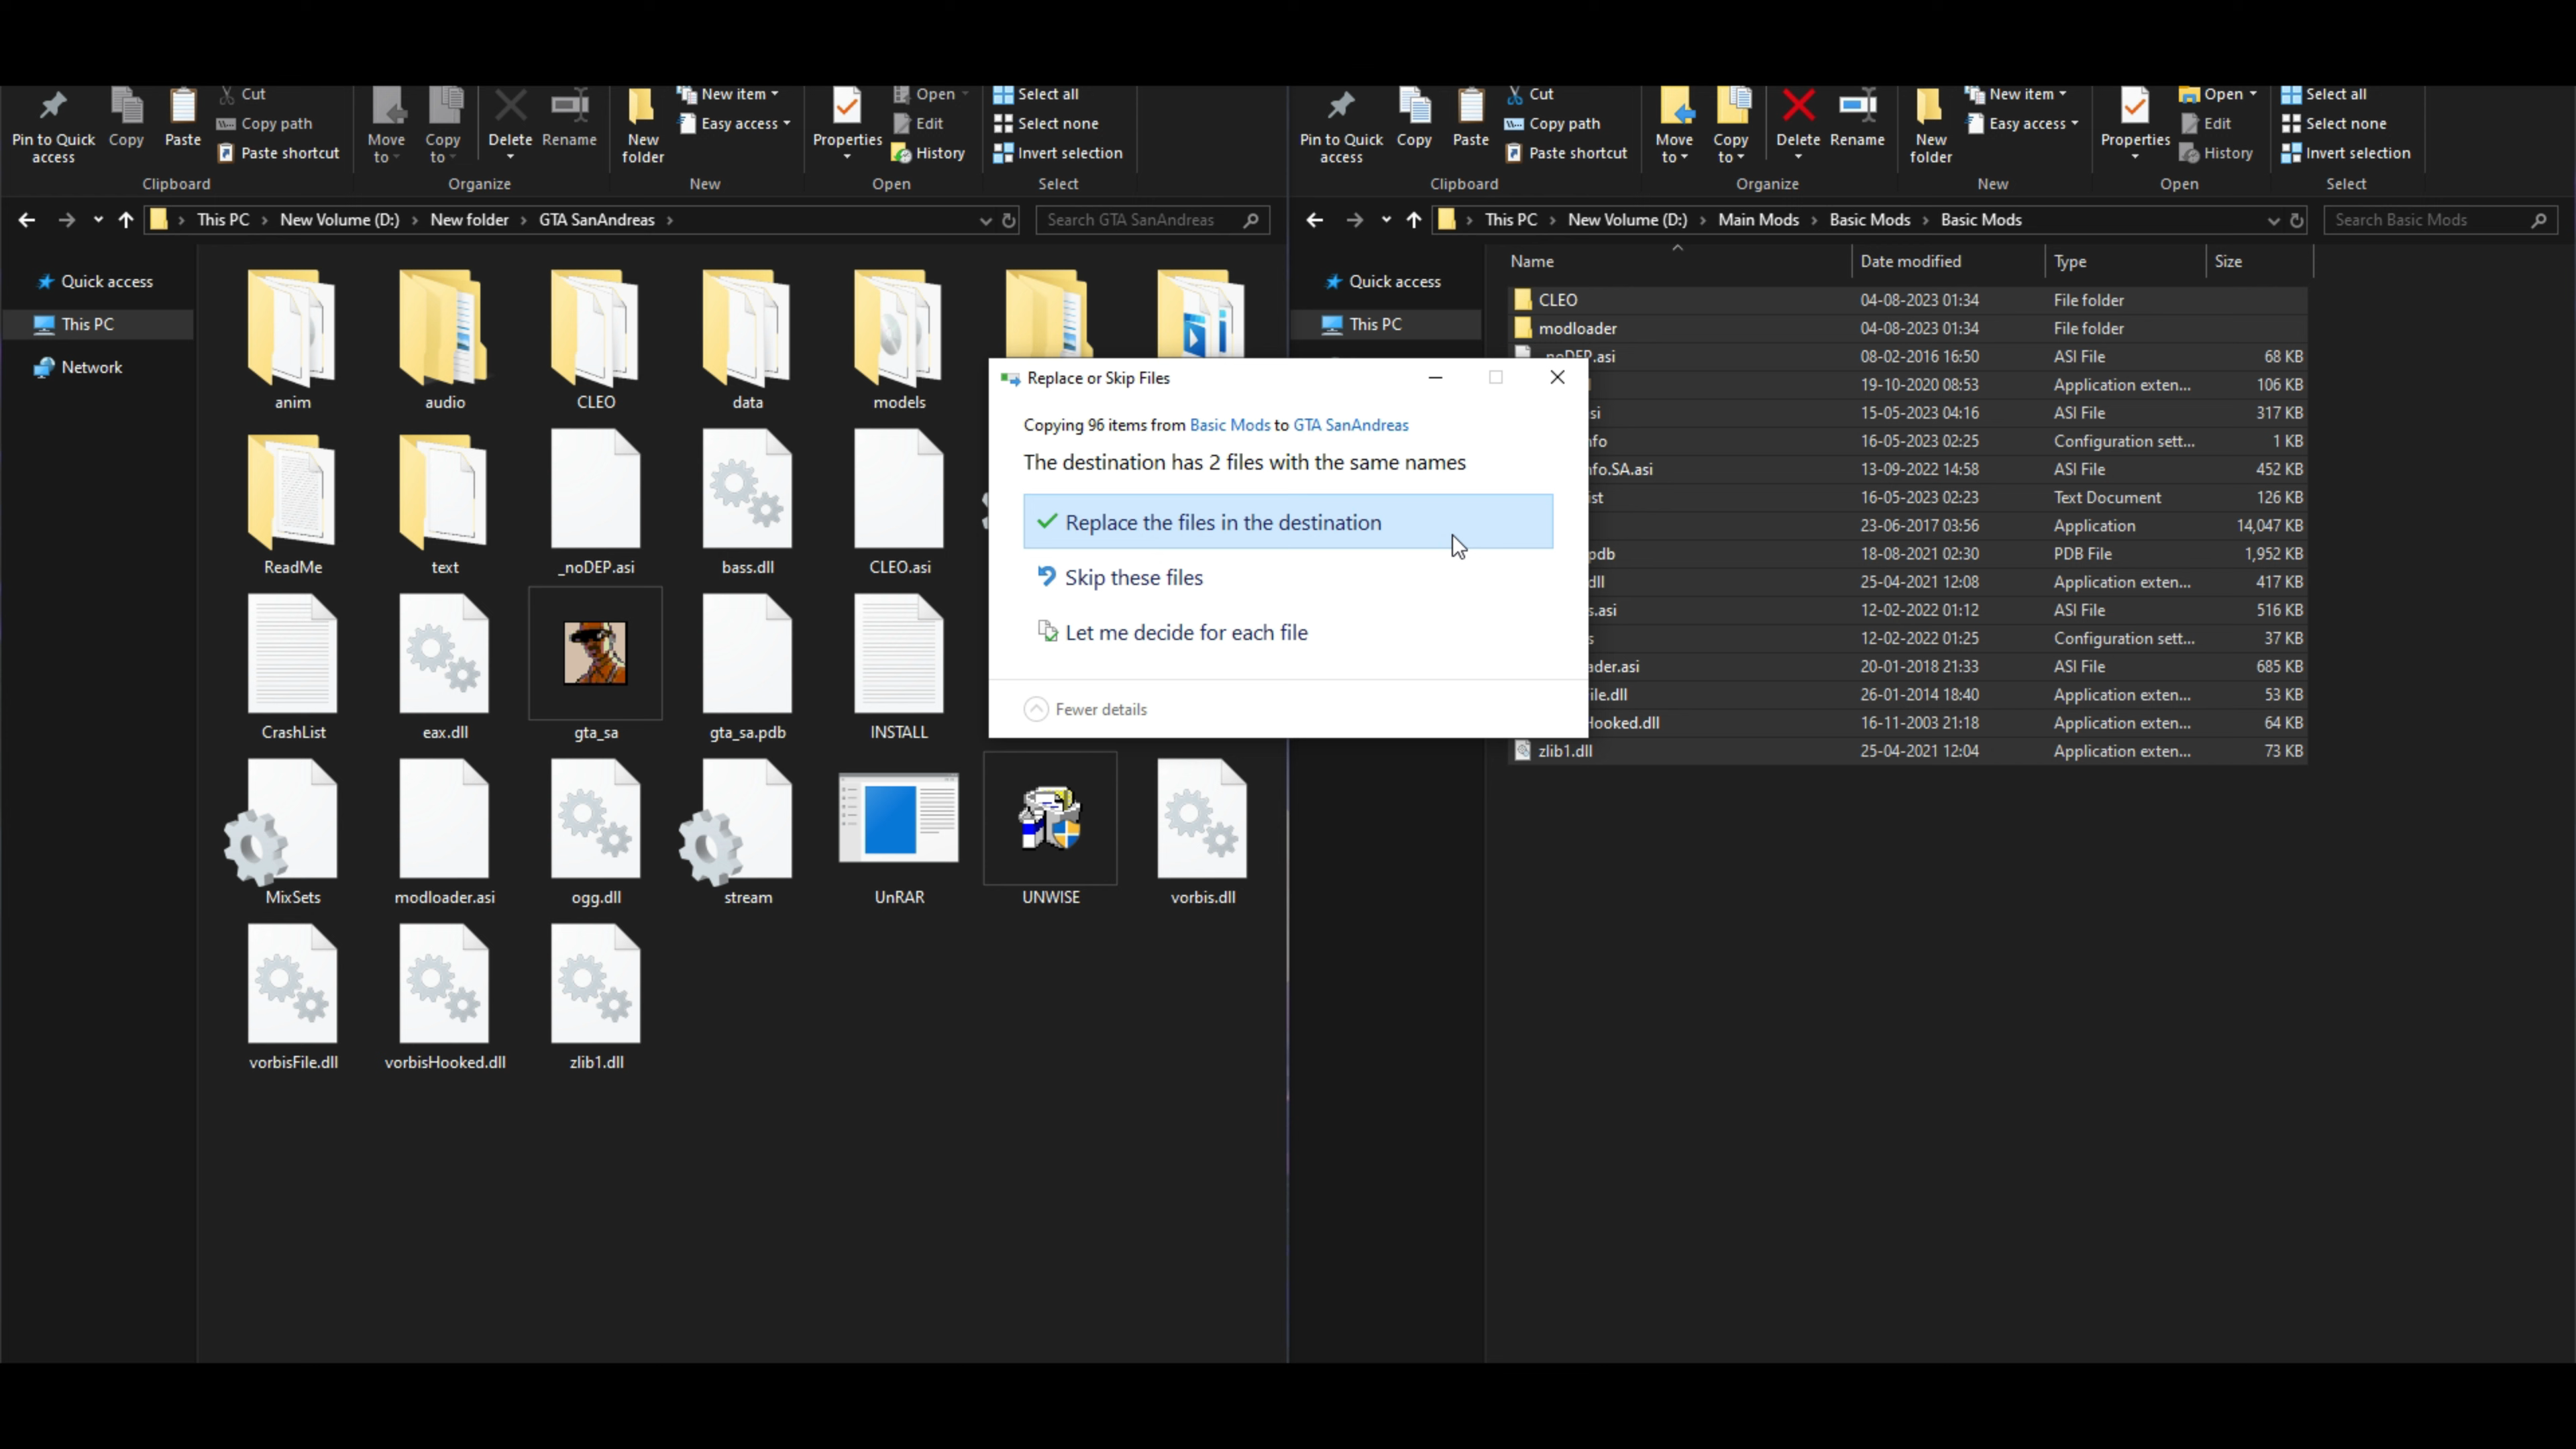 Pin to Quick access
Copy
Paste
Cut
Copy path
Paste shortcut
Move to
Copy to
Delete
Rename
New folder
New item
Easy access
Properties
Open
Edit
History
Select all
Select none
Invert selection
Clipboard
Organize
New
Open
Select
This PC
New Volume (D:)
New folder
GTA SanAndreas
Search GTA SanAndreas
Quick access
This PC
Network
anim
audio
CLEO
data
models
ReadMe
text
_noDEP.asi
bass.dll
CLEO.asi
CrashList
eax.dll
gta_sa
gta_sa.pdb
INSTALL
MixSets
modloader.asi
ogg.dll
stream
UnRAR
UNWISE
vorbis.dll
vorbisFile.dll
vorbisHooked.dll
zlib1.dll
Replace or Skip Files
Copying 96 items from Basic Mods to GTA SanAndreas
The destination has 2 files with the same names
Replace the files in the destination
Skip these files
Let me decide for each file
Fewer details
Pin to Quick access
Copy
Paste
Cut
Copy path
Paste shortcut
Move to
Copy to
Delete
Rename
New folder
New item
Easy access
Properties
Open
Edit
History
Select all
Select none
Invert selection
Clipboard
Organize
New
Open
Select
This PC
New Volume (D:)
Main Mods
Basic Mods
Basic Mods
Search Basic Mods
Quick access
This PC
Name Date modified Type Size
CLEO 04-08-2023 01:34 File folder
modloader 04-08-2023 01:34 File folder
08-02-2016 16:50 ASI File 68 KB
19-10-2020 08:53 Application exten... 106 KB
si 15-05-2023 04:16 ASI File 317 KB
nfo 16-05-2023 02:25 Configuration sett... 1 KB
nfo.SA.asi 13-09-2022 14:58 ASI File 452 KB
ist 16-05-2023 02:23 Text Document 126 KB
23-06-2017 03:56 Application 14,047 KB
pdb 18-08-2021 02:30 PDB File 1,952 KB
dll 25-04-2021 12:08 Application exten... 417 KB
s.asi 12-02-2022 01:12 ASI File 516 KB
s 12-02-2022 01:25 Configuration sett... 37 KB
ader.asi 20-01-2018 21:33 ASI File 685 KB
ile.dll 26-01-2014 18:40 Application exten... 53 KB
Hooked.dll 16-11-2003 21:18 Application exten... 64 KB
zlib1.dll 25-04-2021 12:04 Application exten... 73 KB